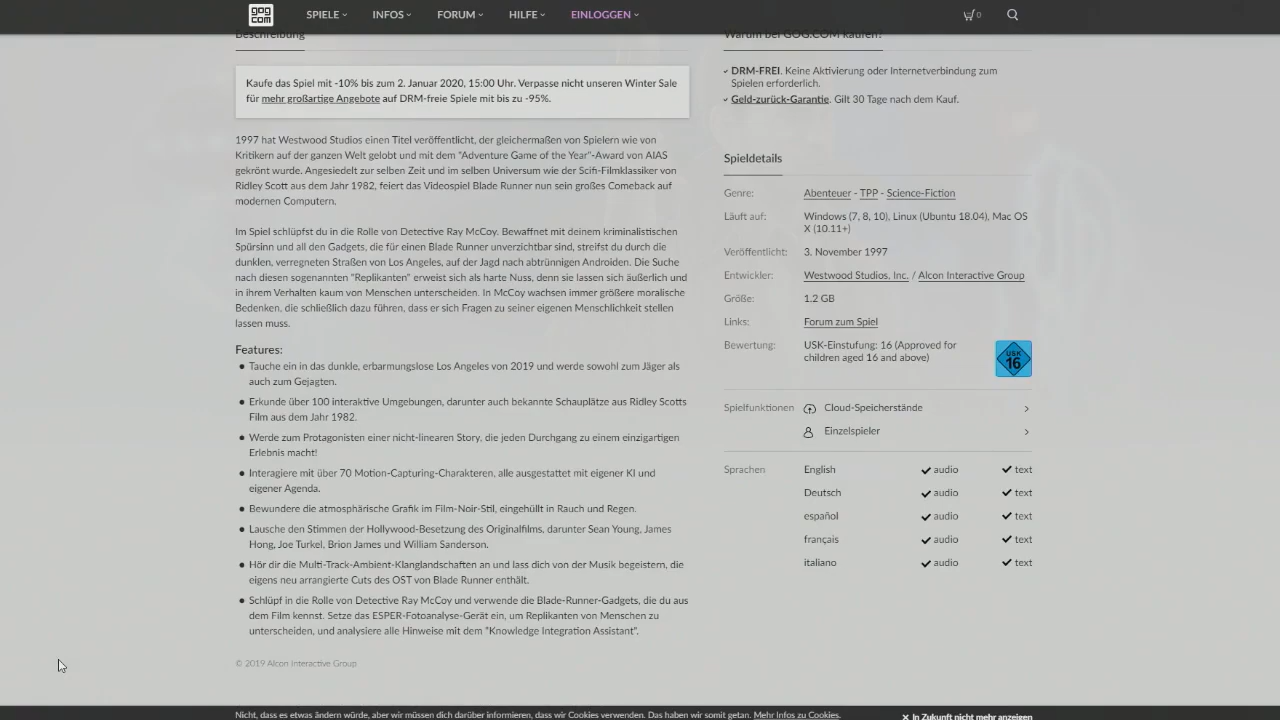 gog
com
SPIELE
INFOS
FORUM
HILFE
EINLOGGEN
0
Beschreibung
Kaufe das Spiel mit -10% bis zum 2. Januar 2020, 15:00 Uhr. Verpasse nicht unseren Winter Sale
für mehr großartige Angebote auf DRM-freie Spiele mit bis zu -95%.
1997 hat Westwood Studios einen Titel veröffentlicht, der gleichermaßen von Spielern wie von
Kritikern auf der ganzen Welt gelobt und mit dem "Adventure Game of the Year"-Award von AIAS
gekrönt wurde. Angesiedelt zur selben Zeit und im selben Universum wie der Scifi-Filmklassiker von
Ridley Scott aus dem Jahr 1982, feiert das Videospiel Blade Runner nun sein großes Comeback auf
modernen Computern.
Im Spiel schlüpfst du in die Rolle von Detective Ray McCoy. Bewaffnet mit deinem kriminalistischen
Spürsinn und all den Gadgets, die für einen Blade Runner unverzichtbar sind, streifst du durch die
dunklen, verregneten Straßen von Los Angeles, auf der Jagd nach abtrünnigen Androiden. Die Suche
nach diesen sogenannten "Replikanten" erweist sich als harte Nuss, denn sie lassen sich äußerlich und
in ihrem Verhalten kaum von Menschen unterscheiden. In McCoy wachsen immer größere moralische
Bedenken, die schließlich dazu führen, dass er sich Fragen zu seiner eigenen Menschlichkeit stellen
lassen muss.
Features:
● Tauche ein in das dunkle, erbarmungslose Los Angeles von 2019 und werde sowohl zum Jäger als
auch zum Gejagten.
● Erkunde über 100 interaktive Umgebungen, darunter auch bekannte Schauplätze aus Ridley Scotts
Film aus dem Jahr 1982.
● Werde zum Protagonisten einer nicht-linearen Story, die jeden Durchgang zu einem einzigartigen
Erlebnis macht!
● Interagiere mit über 70 Motion-Capturing-Charakteren, alle ausgestattet mit eigener KI und
eigener Agenda.
● Bewundere die atmosphärische Grafik im Film-Noir-Stil, eingehüllt in Rauch und Regen.
● Lausche den Stimmen der Hollywood-Besetzung des Originalfilms, darunter Sean Young, James
Hong, Joe Turkel, Brion James und William Sanderson.
● Hör dir die Multi-Track-Ambient-Klanglandschaften an und lass dich von der Musik begeistern, die
eigens neu arrangierte Cuts des OST von Blade Runner enthält.
● Schlüpf in die Rolle von Detective Ray McCoy und verwende die Blade-Runner-Gadgets, die du aus
dem Film kennst. Setze das ESPER-Fotoanalyse-Gerät ein, um Replikanten von Menschen zu
unterscheiden, und analysiere alle Hinweise mit dem "Knowledge Integration Assistant".
© 2019 Alcon Interactive Group
Warum bei GOG.COM kaufen?
DRM-FREI. Keine Aktivierung oder Internetverbindung zum
Spielen erforderlich.
Geld-zurück-Garantie. Gilt 30 Tage nach dem Kauf.
Spieldetails
Genre: Abenteuer - TPP - Science-Fiction
Läuft auf: Windows (7, 8, 10), Linux (Ubuntu 18.04), Mac OS
X (10.11+)
Veröffentlicht: 3. November 1997
Entwickler: Westwood Studios, Inc. / Alcon Interactive Group
Größe: 1.2 GB
Links: Forum zum Spiel
Bewertung: USK-Einstufung: 16 (Approved for
children aged 16 and above)
USK
16
Spielfunktionen Cloud-Speicherstände
Einzelspieler
Sprachen English ✔ audio ✔ text
Deutsch ✔ audio ✔ text
español ✔ audio ✔ text
français ✔ audio ✔ text
italiano ✔ audio ✔ text
Nicht, dass es etwas ändern würde, aber wir müssen dich darüber informieren, dass wir Cookies verwenden. Das haben wir somit getan. Mehr Infos zu Cookies.
In Zukunft nicht mehr anzeigen